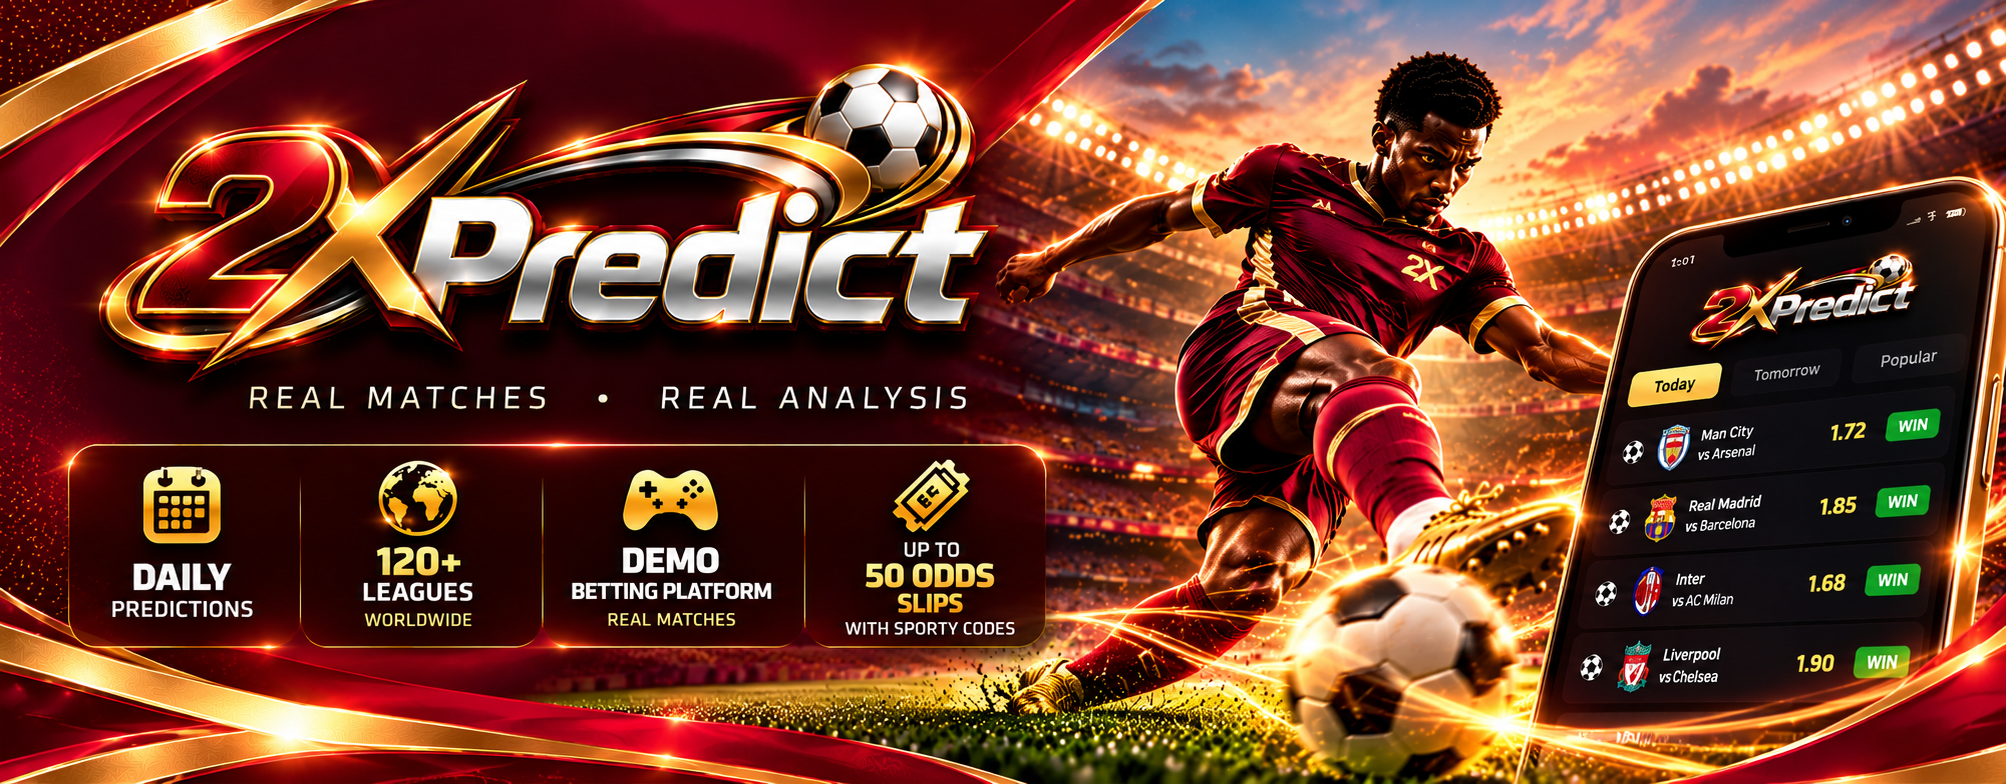 2XPredict
REAL MATCHES • REAL ANALYSIS
DAILY
PREDICTIONS
120+
LEAGUES
WORLDWIDE
DEMO
BETTING PLATFORM
REAL MATCHES
UP TO
50 ODDS
SLIPS
WITH SPORTY CODES
2X
2XPredict
Today Tomorrow Popular
Man City
vs Arsenal
1.72 WIN
Real Madrid
vs Barcelona
1.85 WIN
Inter
vs AC Milan
1.68 WIN
Liverpool
vs Chelsea
1.90 WIN